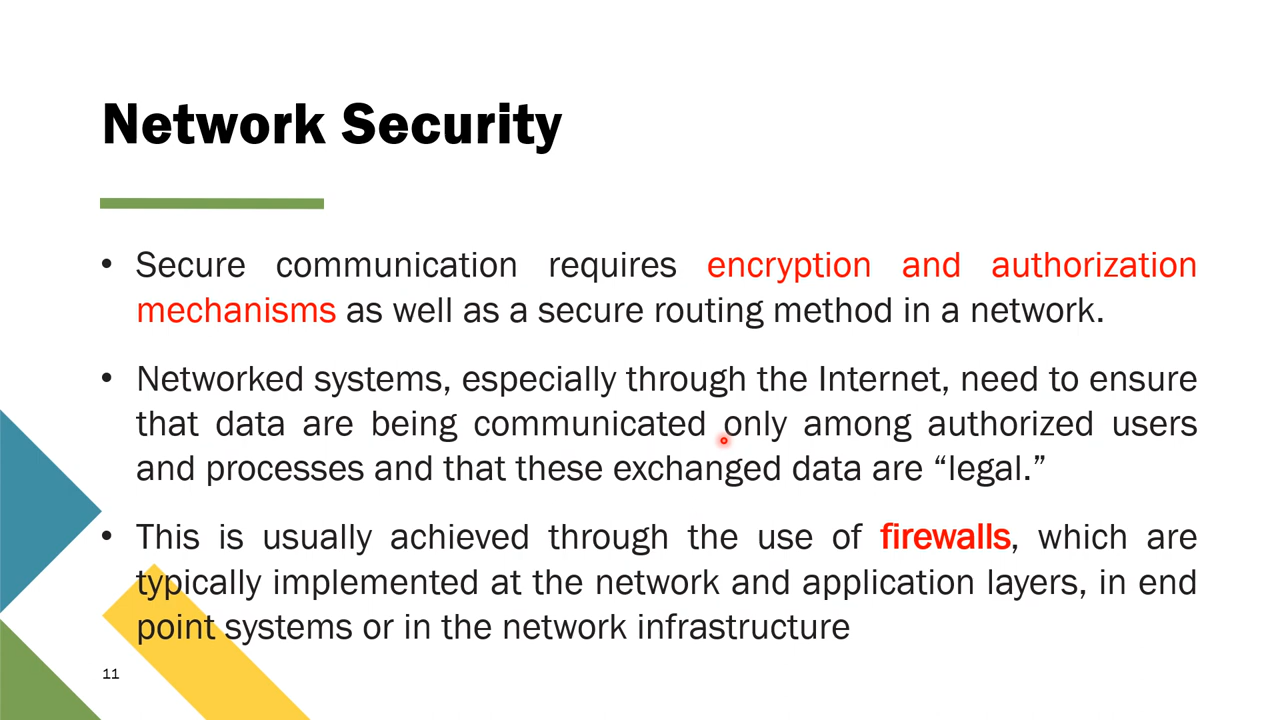 Network Security
• Secure communication requires encryption and authorization
mechanisms as well as a secure routing method in a network.
• Networked systems, especially through the Internet, need to ensure
that data are being communicated only among authorized users
and processes and that these exchanged data are “legal.”
• This is usually achieved through the use of firewalls, which are
typically implemented at the network and application layers, in end
point systems or in the network infrastructure
11